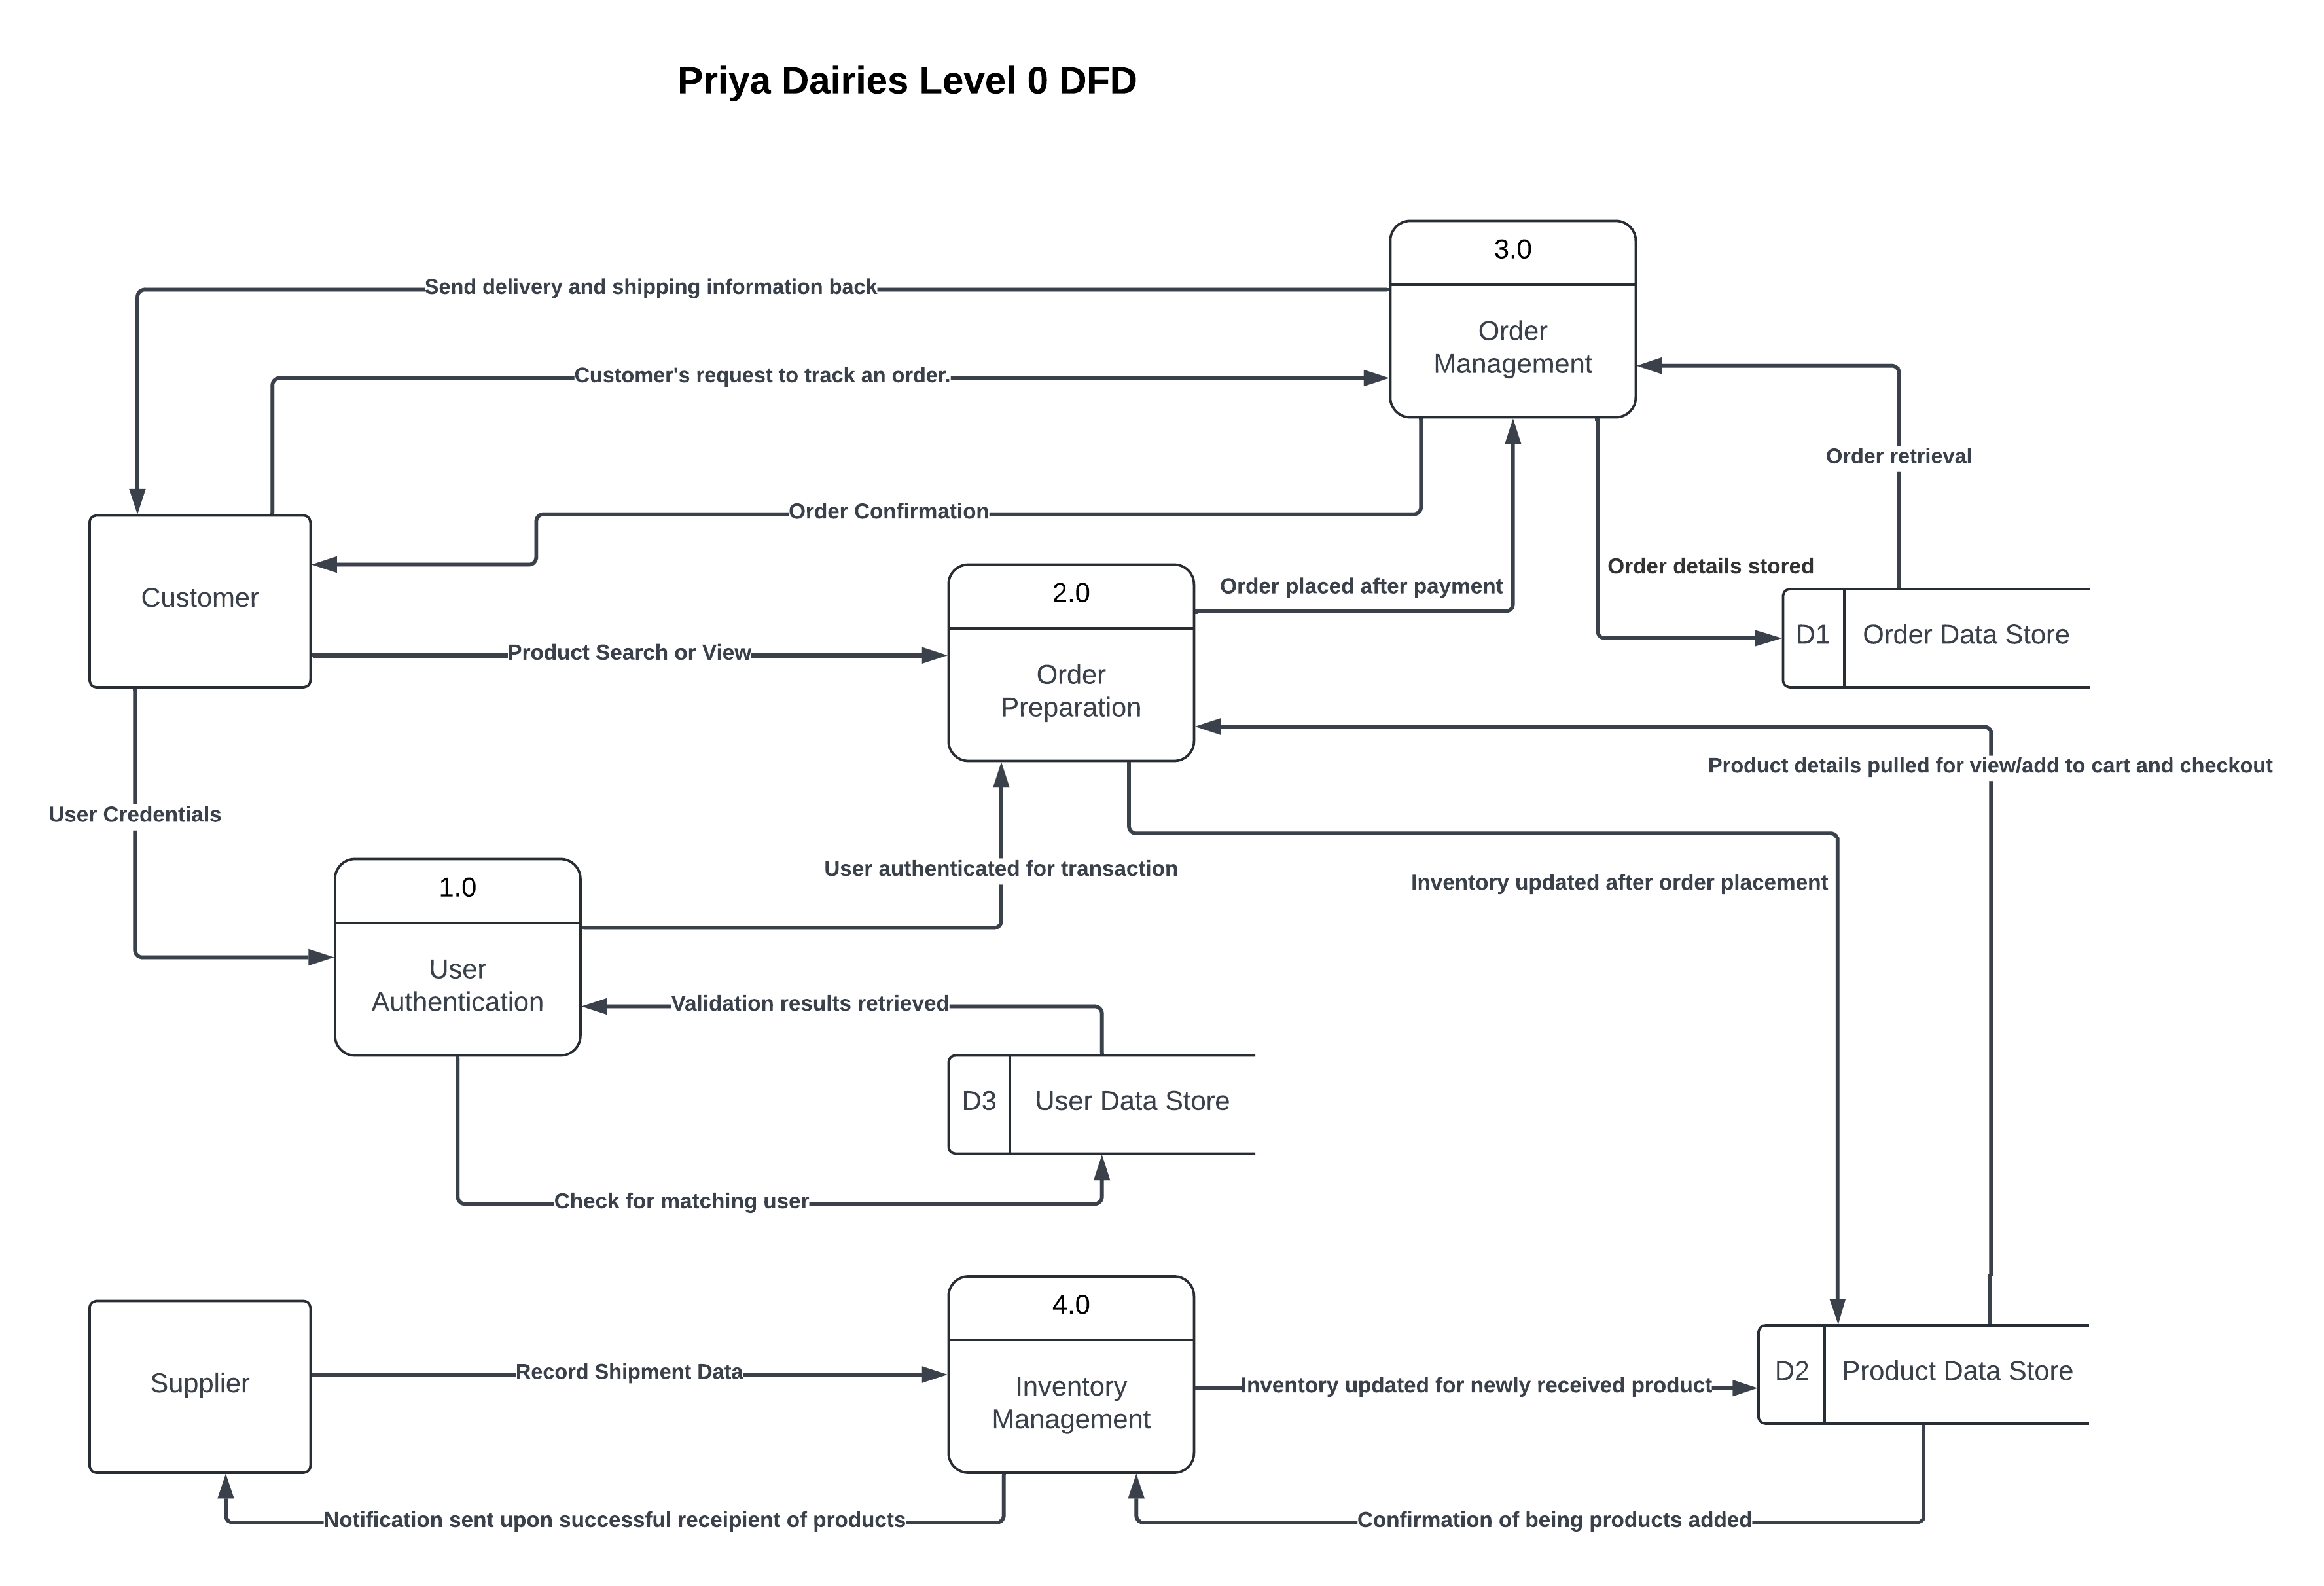 Priya Dairies Level 0 DFD
3.0
Order
Management
Send delivery and shipping information back
Customer's request to track an order.
Order retrieval
Order Confirmation
Customer
2.0
Order
Preparation
Order placed after payment
Order details stored
D1
Order Data Store
Product Search or View
Product details pulled for view/add to cart and checkout
User Credentials
User authenticated for transaction
Inventory updated after order placement
1.0
User
Authentication
Validation results retrieved
D3
User Data Store
Check for matching user
Supplier
Record Shipment Data
4.0
Inventory
Management
Inventory updated for newly received product
D2
Product Data Store
Notification sent upon successful receipient of products
Confirmation of being products added